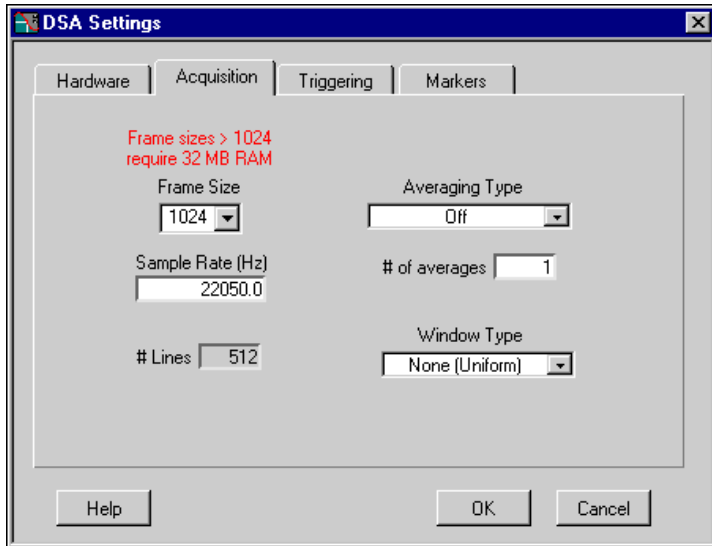 DSA Settings
Hardware
Acquisition
Triggering
Markers
Frame sizes > 1024
require 32 MB RAM
Frame Size
1024
Averaging Type
Off
Sample Rate (Hz)
22050.0
# of averages 1
# Lines 512
Window Type
None (Uniform)
Help
OK
Cancel